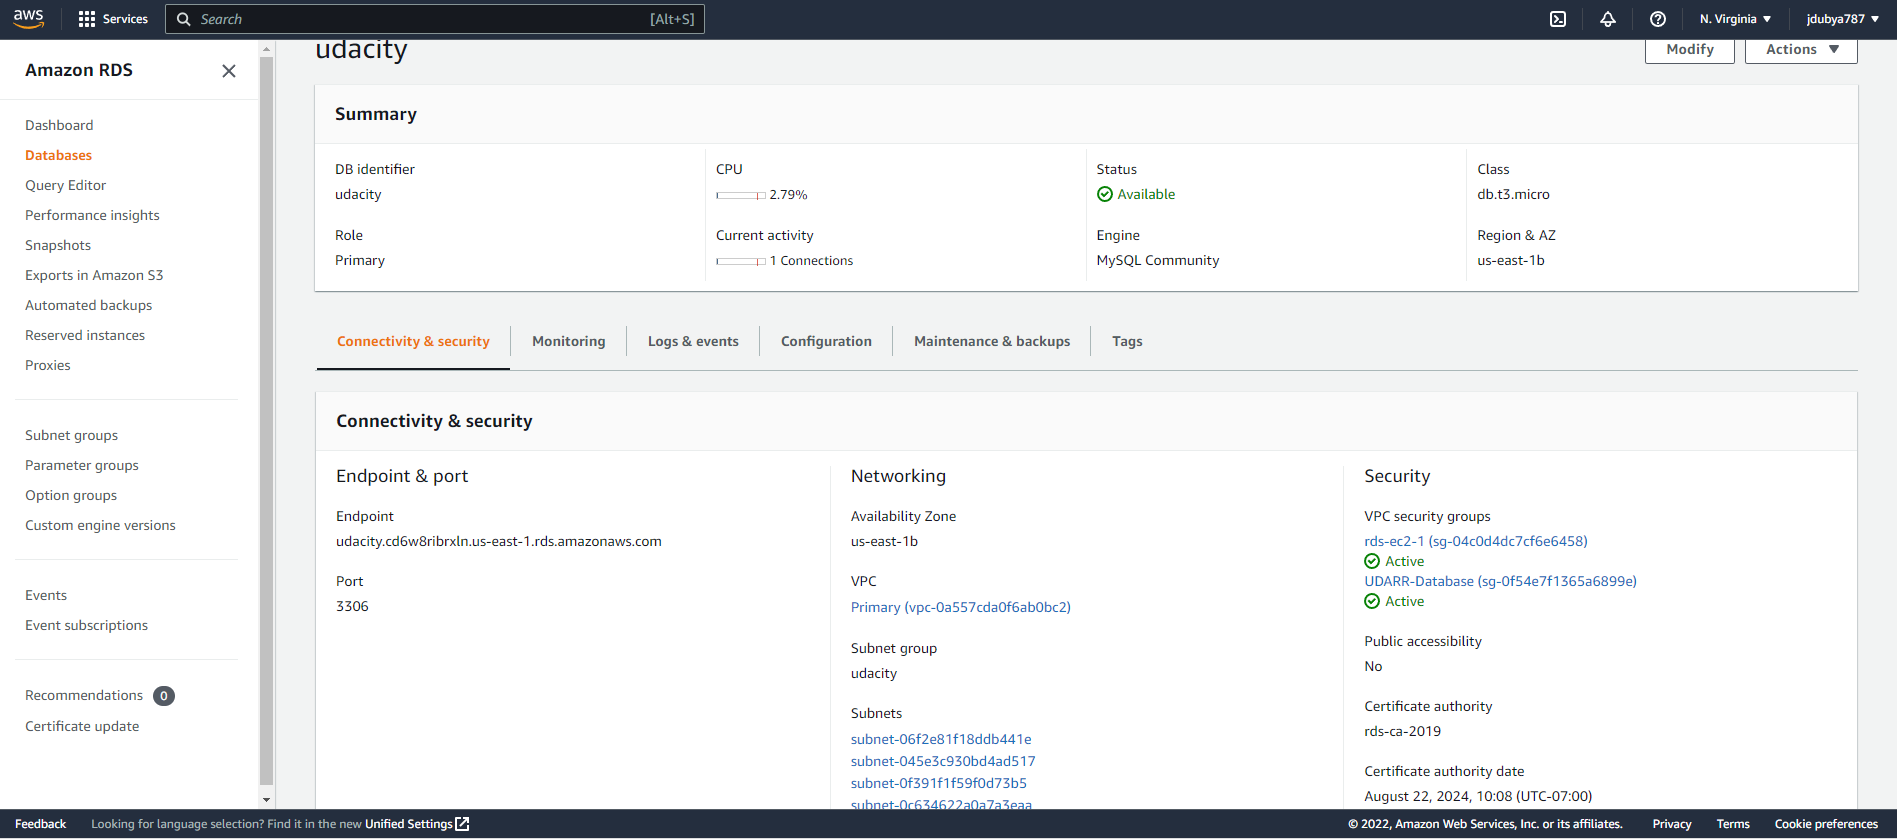 aws
Services
Search
[Alt+S]
N. Virginia
jdubya787
Amazon RDS
Dashboard
Databases
Query Editor
Performance insights
Snapshots
Exports in Amazon S3
Automated backups
Reserved instances
Proxies
Subnet groups
Parameter groups
Option groups
Custom engine versions
Events
Event subscriptions
Recommendations 0
Certificate update
udacity
Modify
Actions
Summary
DB identifier
udacity
CPU
2.79%
Status
Available
Class
db.t3.micro
Role
Primary
Current activity
1 Connections
Engine
MySQL Community
Region & AZ
us-east-1b
Connectivity & security
Monitoring
Logs & events
Configuration
Maintenance & backups
Tags
Connectivity & security
Endpoint & port
Endpoint
udacity.cd6w8ribrxln.us-east-1.rds.amazonaws.com
Port
3306
Networking
Availability Zone
us-east-1b
VPC
Primary (vpc-0a557cda0f6ab0bc2)
Subnet group
udacity
Subnets
subnet-06f2e81f18ddb441e
subnet-045e3c930bd4ad517
subnet-0f391f1f59f0d73b5
subnet-0c634622a0a7a3eaa
Security
VPC security groups
rds-ec2-1 (sg-04c0d4dc7cf6e6458)
Active
UDARR-Database (sg-0f54e7f1365a6899e)
Active
Public accessibility
No
Certificate authority
rds-ca-2019
Certificate authority date
August 22, 2024, 10:08 (UTC-07:00)
Feedback
Looking for language selection? Find it in the new Unified Settings
© 2022, Amazon Web Services, Inc. or its affiliates.
Privacy
Terms
Cookie preferences